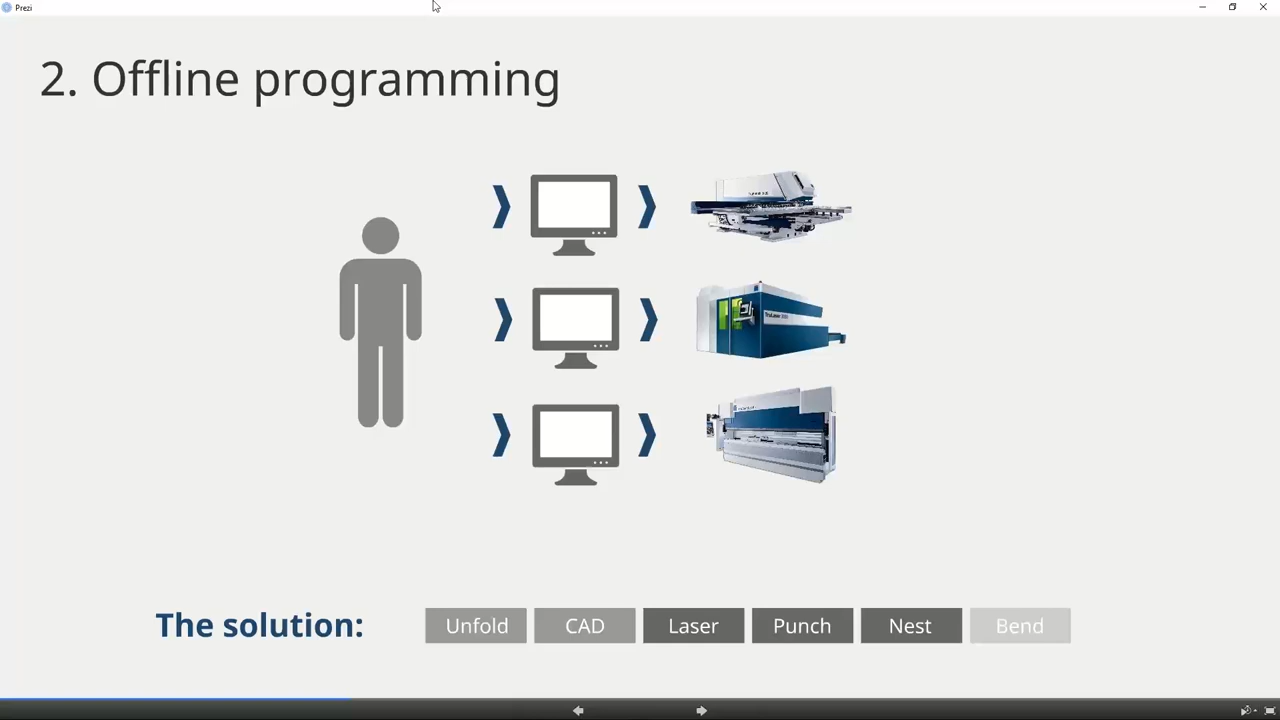 Prezi
2. Offline programming
The solution:
Unfold
CAD
Laser
Punch
Nest
Bend